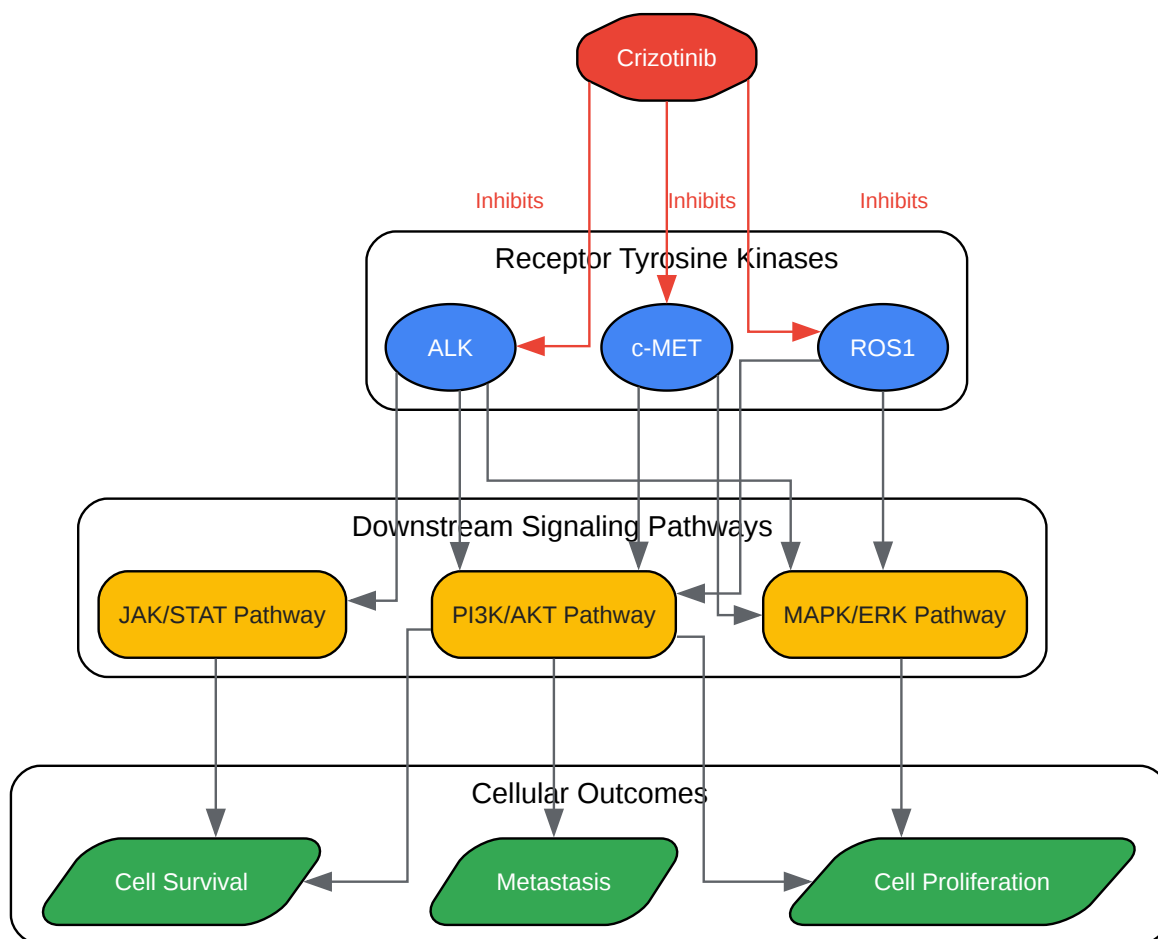 Crizotinib
Inhibits
Inhibits
Inhibits
Receptor Tyrosine Kinases
ALK
c-MET
ROS1
Downstream Signaling Pathways
JAK/STAT Pathway
PI3K/AKT Pathway
MAPK/ERK Pathway
Cellular Outcomes
Cell Survival
Metastasis
Cell Proliferation